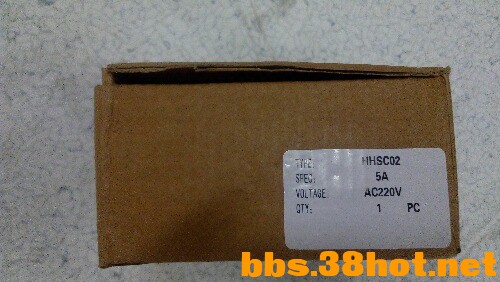 TYPE: HHSC02
SPEC: 5A
VOLTAGE: AC220V
QTY: 1 PC
bbs.38hot.net